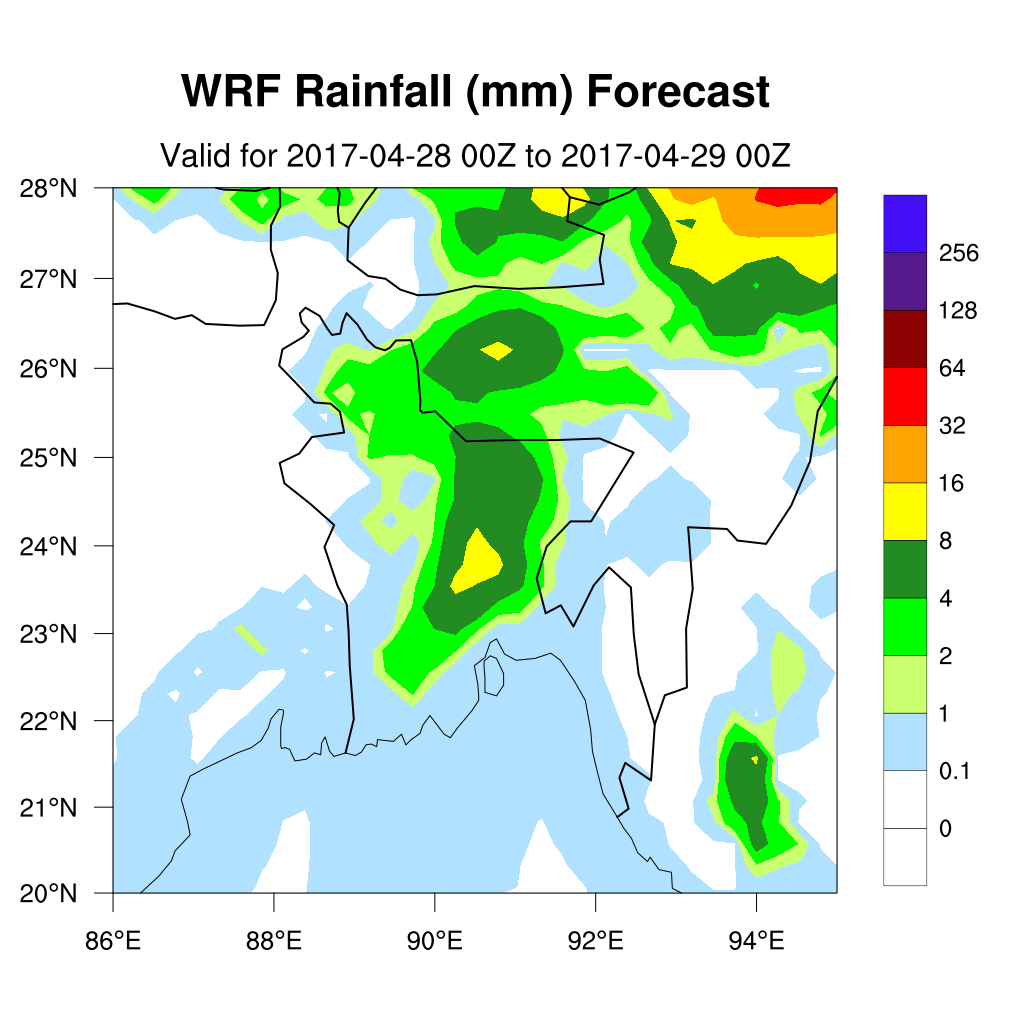 WRF Rainfall (mm) Forecast
Valid for 2017-04-28 00Z to 2017-04-29 00Z
28°N
27°N
26°N
25°N
24°N
23°N
22°N
21°N
20°N
86°E 88°E 90°E 92°E 94°E
256
128
64
32
16
8
4
2
1
0.1
0